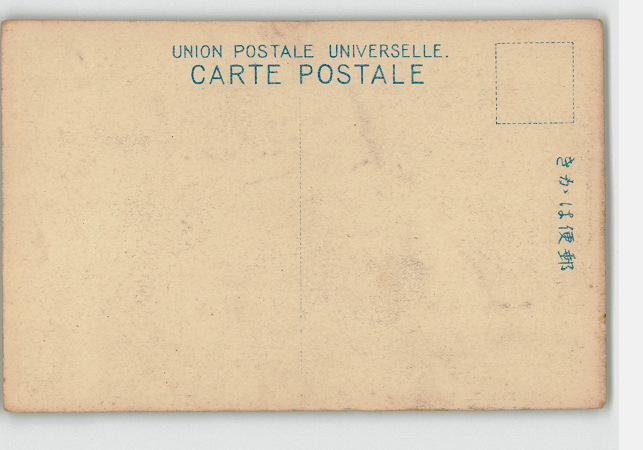 UNION POSTALE UNIVERSELLE.
CARTE POSTALE
きかは便郵